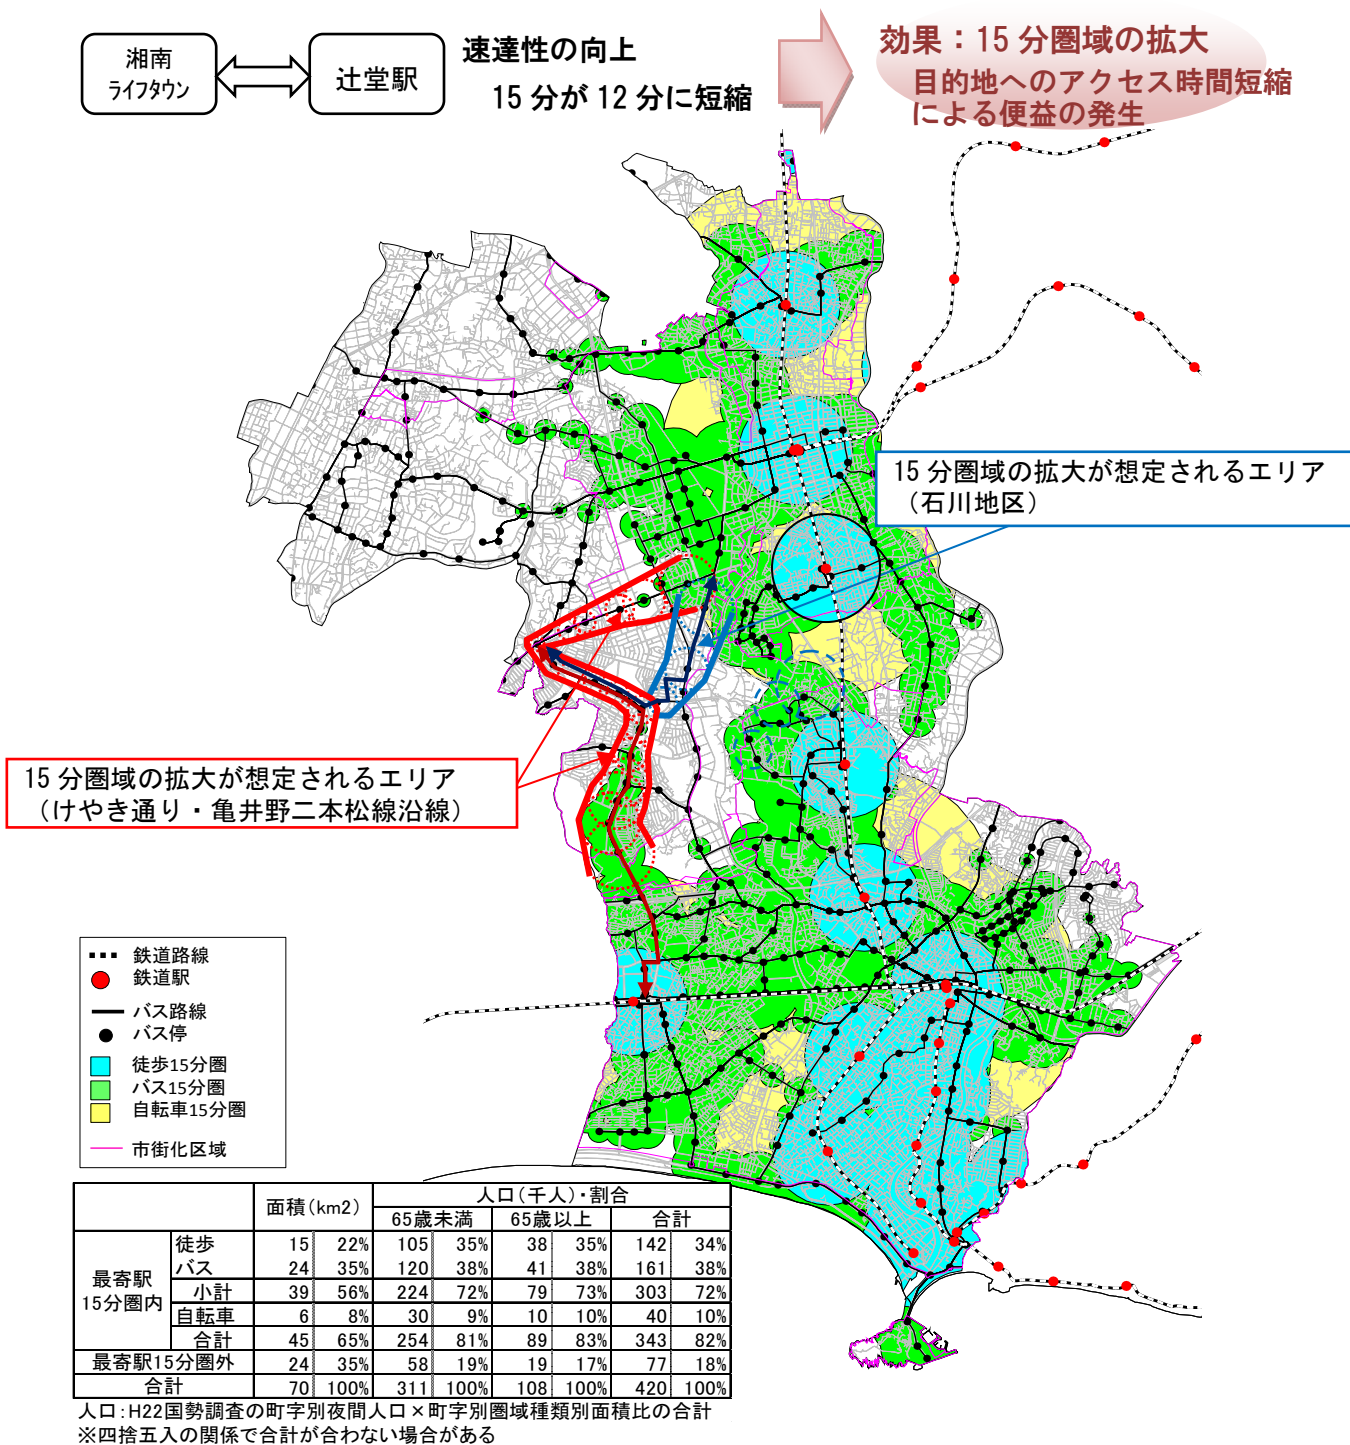 湘南
ライフタウン
辻堂駅
速達性の向上
15分が12分に短縮
効果：15分圏域の拡大
目的地へのアクセス時間短縮
による便益の発生
15分圏域の拡大が想定されるエリア
（石川地区）
15分圏域の拡大が想定されるエリア
（けやき通り・亀井野二本松線沿線）
鉄道路線
鉄道駅
バス路線
バス停
徒歩15分圏
バス15分圏
自転車15分圏
市街化区域
面積(km2) 人口(千人)・割合
65歳未満 65歳以上 合計
最寄駅
15分圏内
徒歩 15 22% 105 35% 38 35% 142 34%
バス 24 35% 120 38% 41 38% 161 38%
小計 39 56% 224 72% 79 73% 303 72%
自転車 6 8% 30 9% 10 10% 40 10%
合計 45 65% 254 81% 89 83% 343 82%
最寄駅15分圏外 24 35% 58 19% 19 17% 77 18%
合計 70 100% 311 100% 108 100% 420 100%
人口：H22国勢調査の町字別夜間人口×町字別圏域種類別面積比の合計
※四捨五入の関係で合計が合わない場合がある